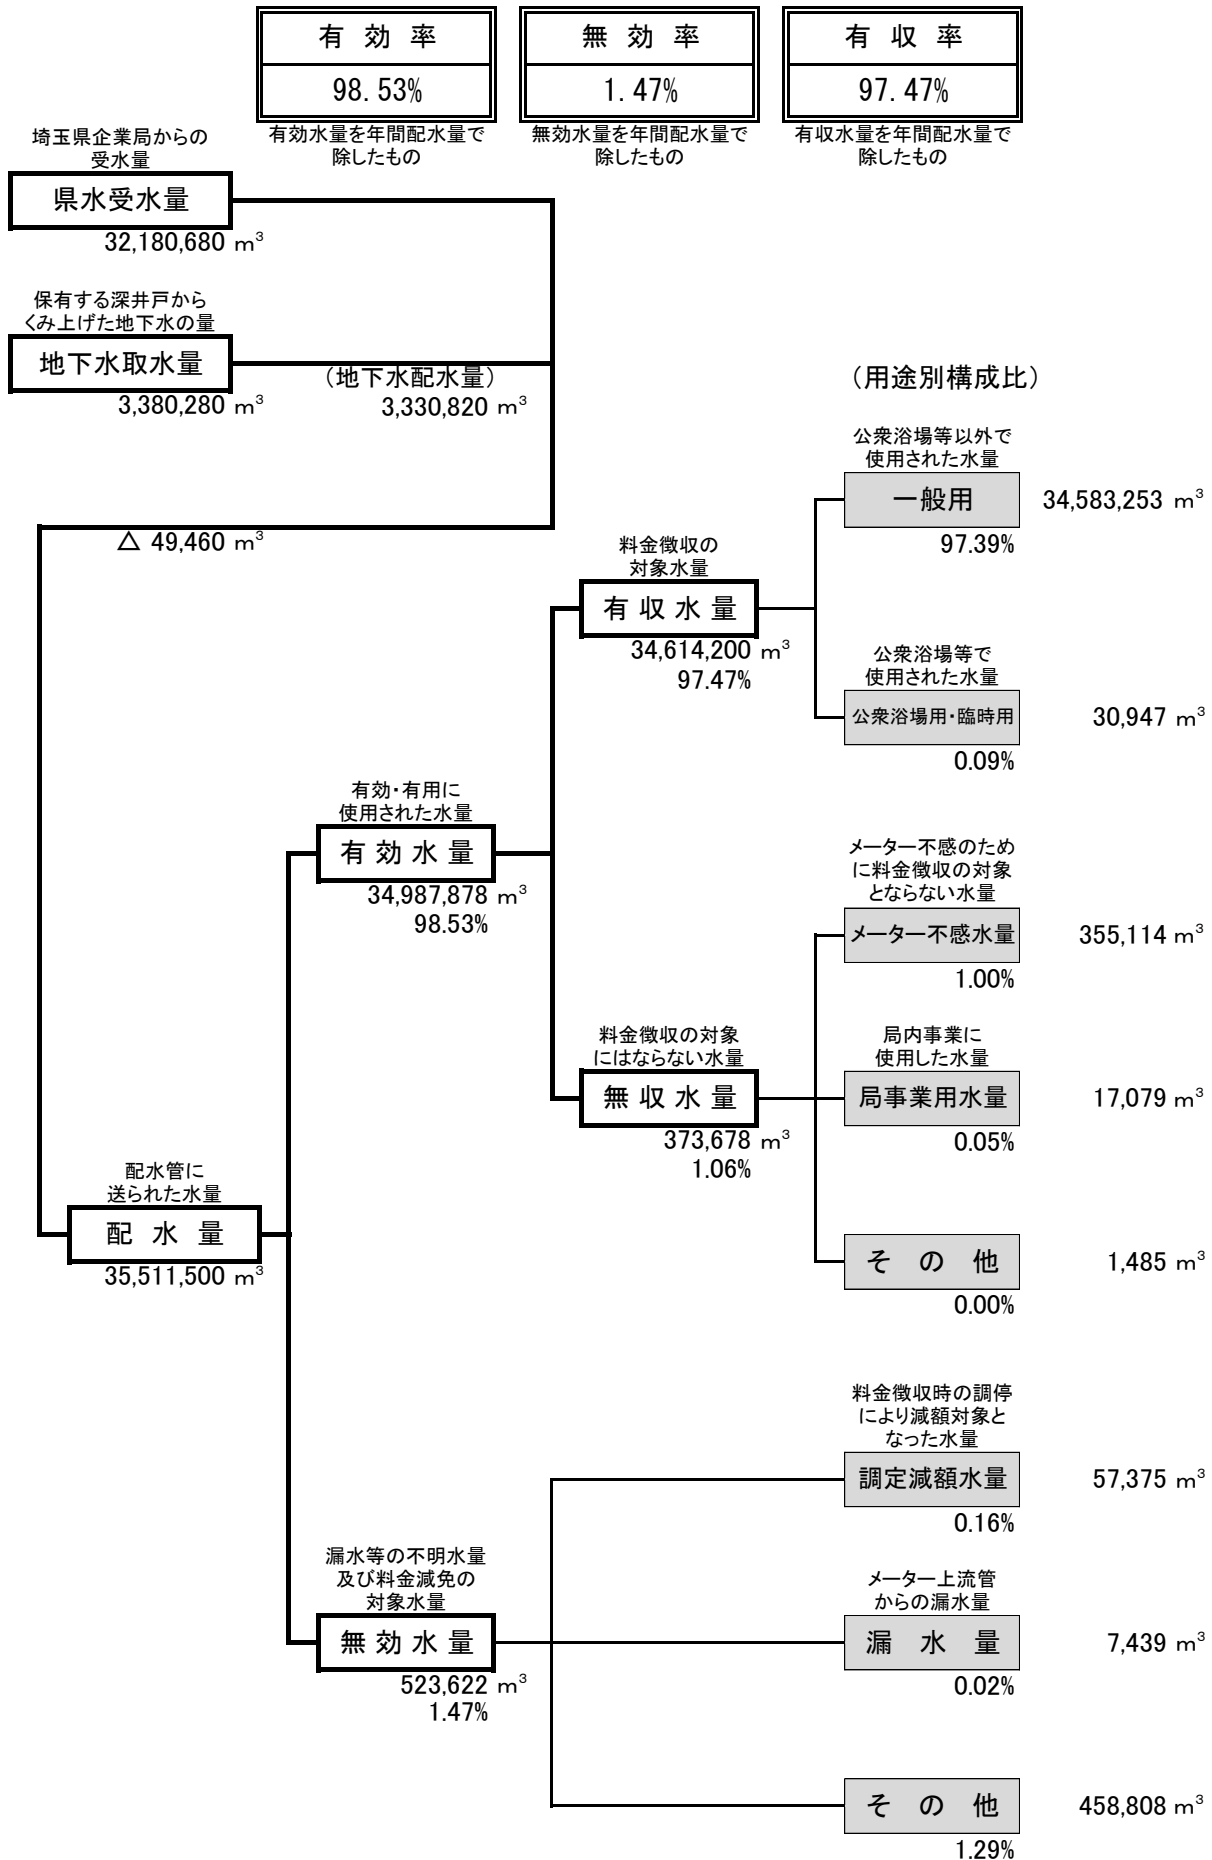 有 効 率
98.53%
有効水量を年間配水量で
除したもの
無 効 率
1.47%
無効水量を年間配水量で
除したもの
有 収 率
97.47%
有収水量を年間配水量で
除したもの
埼玉県企業局からの
受水量
県水受水量
32,180,680 m³
保有する深井戸から
くみ上げた地下水の量
地下水取水量
3,380,280 m³
（地下水配水量）
3,330,820 m³
△ 49,460 m³
（用途別構成比）
公衆浴場等以外で
使用された水量
一般用
34,583,253 m³
97.39%
料金徴収の
対象水量
有 収 水 量
34,614,200 m³
97.47%
公衆浴場等で
使用された水量
公衆浴場用・臨時用
30,947 m³
0.09%
有効・有用に
使用された水量
有 効 水 量
34,987,878 m³
98.53%
メーター不感のため
に料金徴収の対象
とならない水量
メーター不感水量
355,114 m³
1.00%
料金徴収の対象
にはならない水量
無 収 水 量
373,678 m³
1.06%
局内事業に
使用した水量
局事業用水量
17,079 m³
0.05%
配水管に
送られた水量
配 水 量
35,511,500 m³
そ の 他
1,485 m³
0.00%
料金徴収時の調停
により減額対象と
なった水量
調定減額水量
57,375 m³
0.16%
漏水等の不明水量
及び料金減免の
対象水量
無 効 水 量
523,622 m³
1.47%
メーター上流管
からの漏水量
漏 水 量
7,439 m³
0.02%
そ の 他
458,808 m³
1.29%